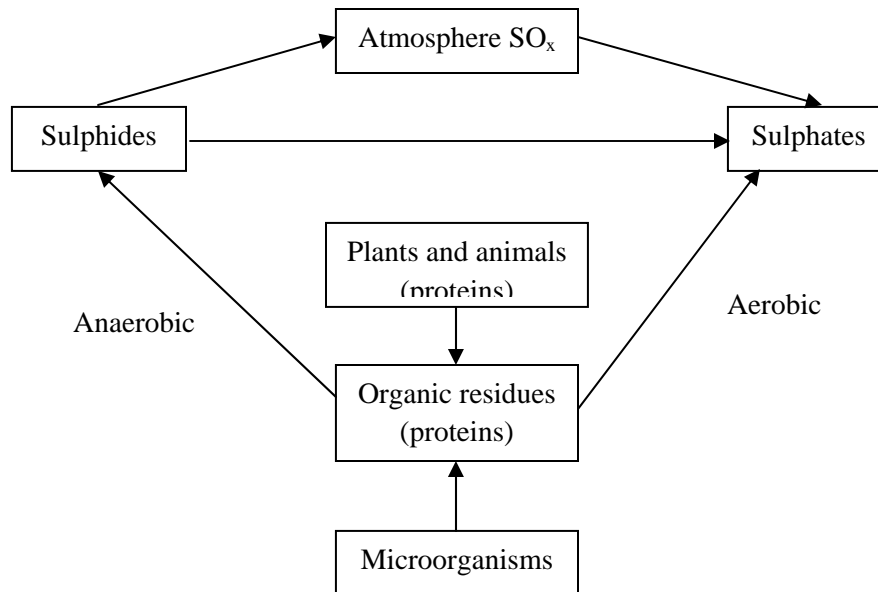 Atmosphere SOₓ
Sulphides
Sulphates
Plants and animals
(proteins)
Anaerobic
Aerobic
Organic residues
(proteins)
Microorganisms